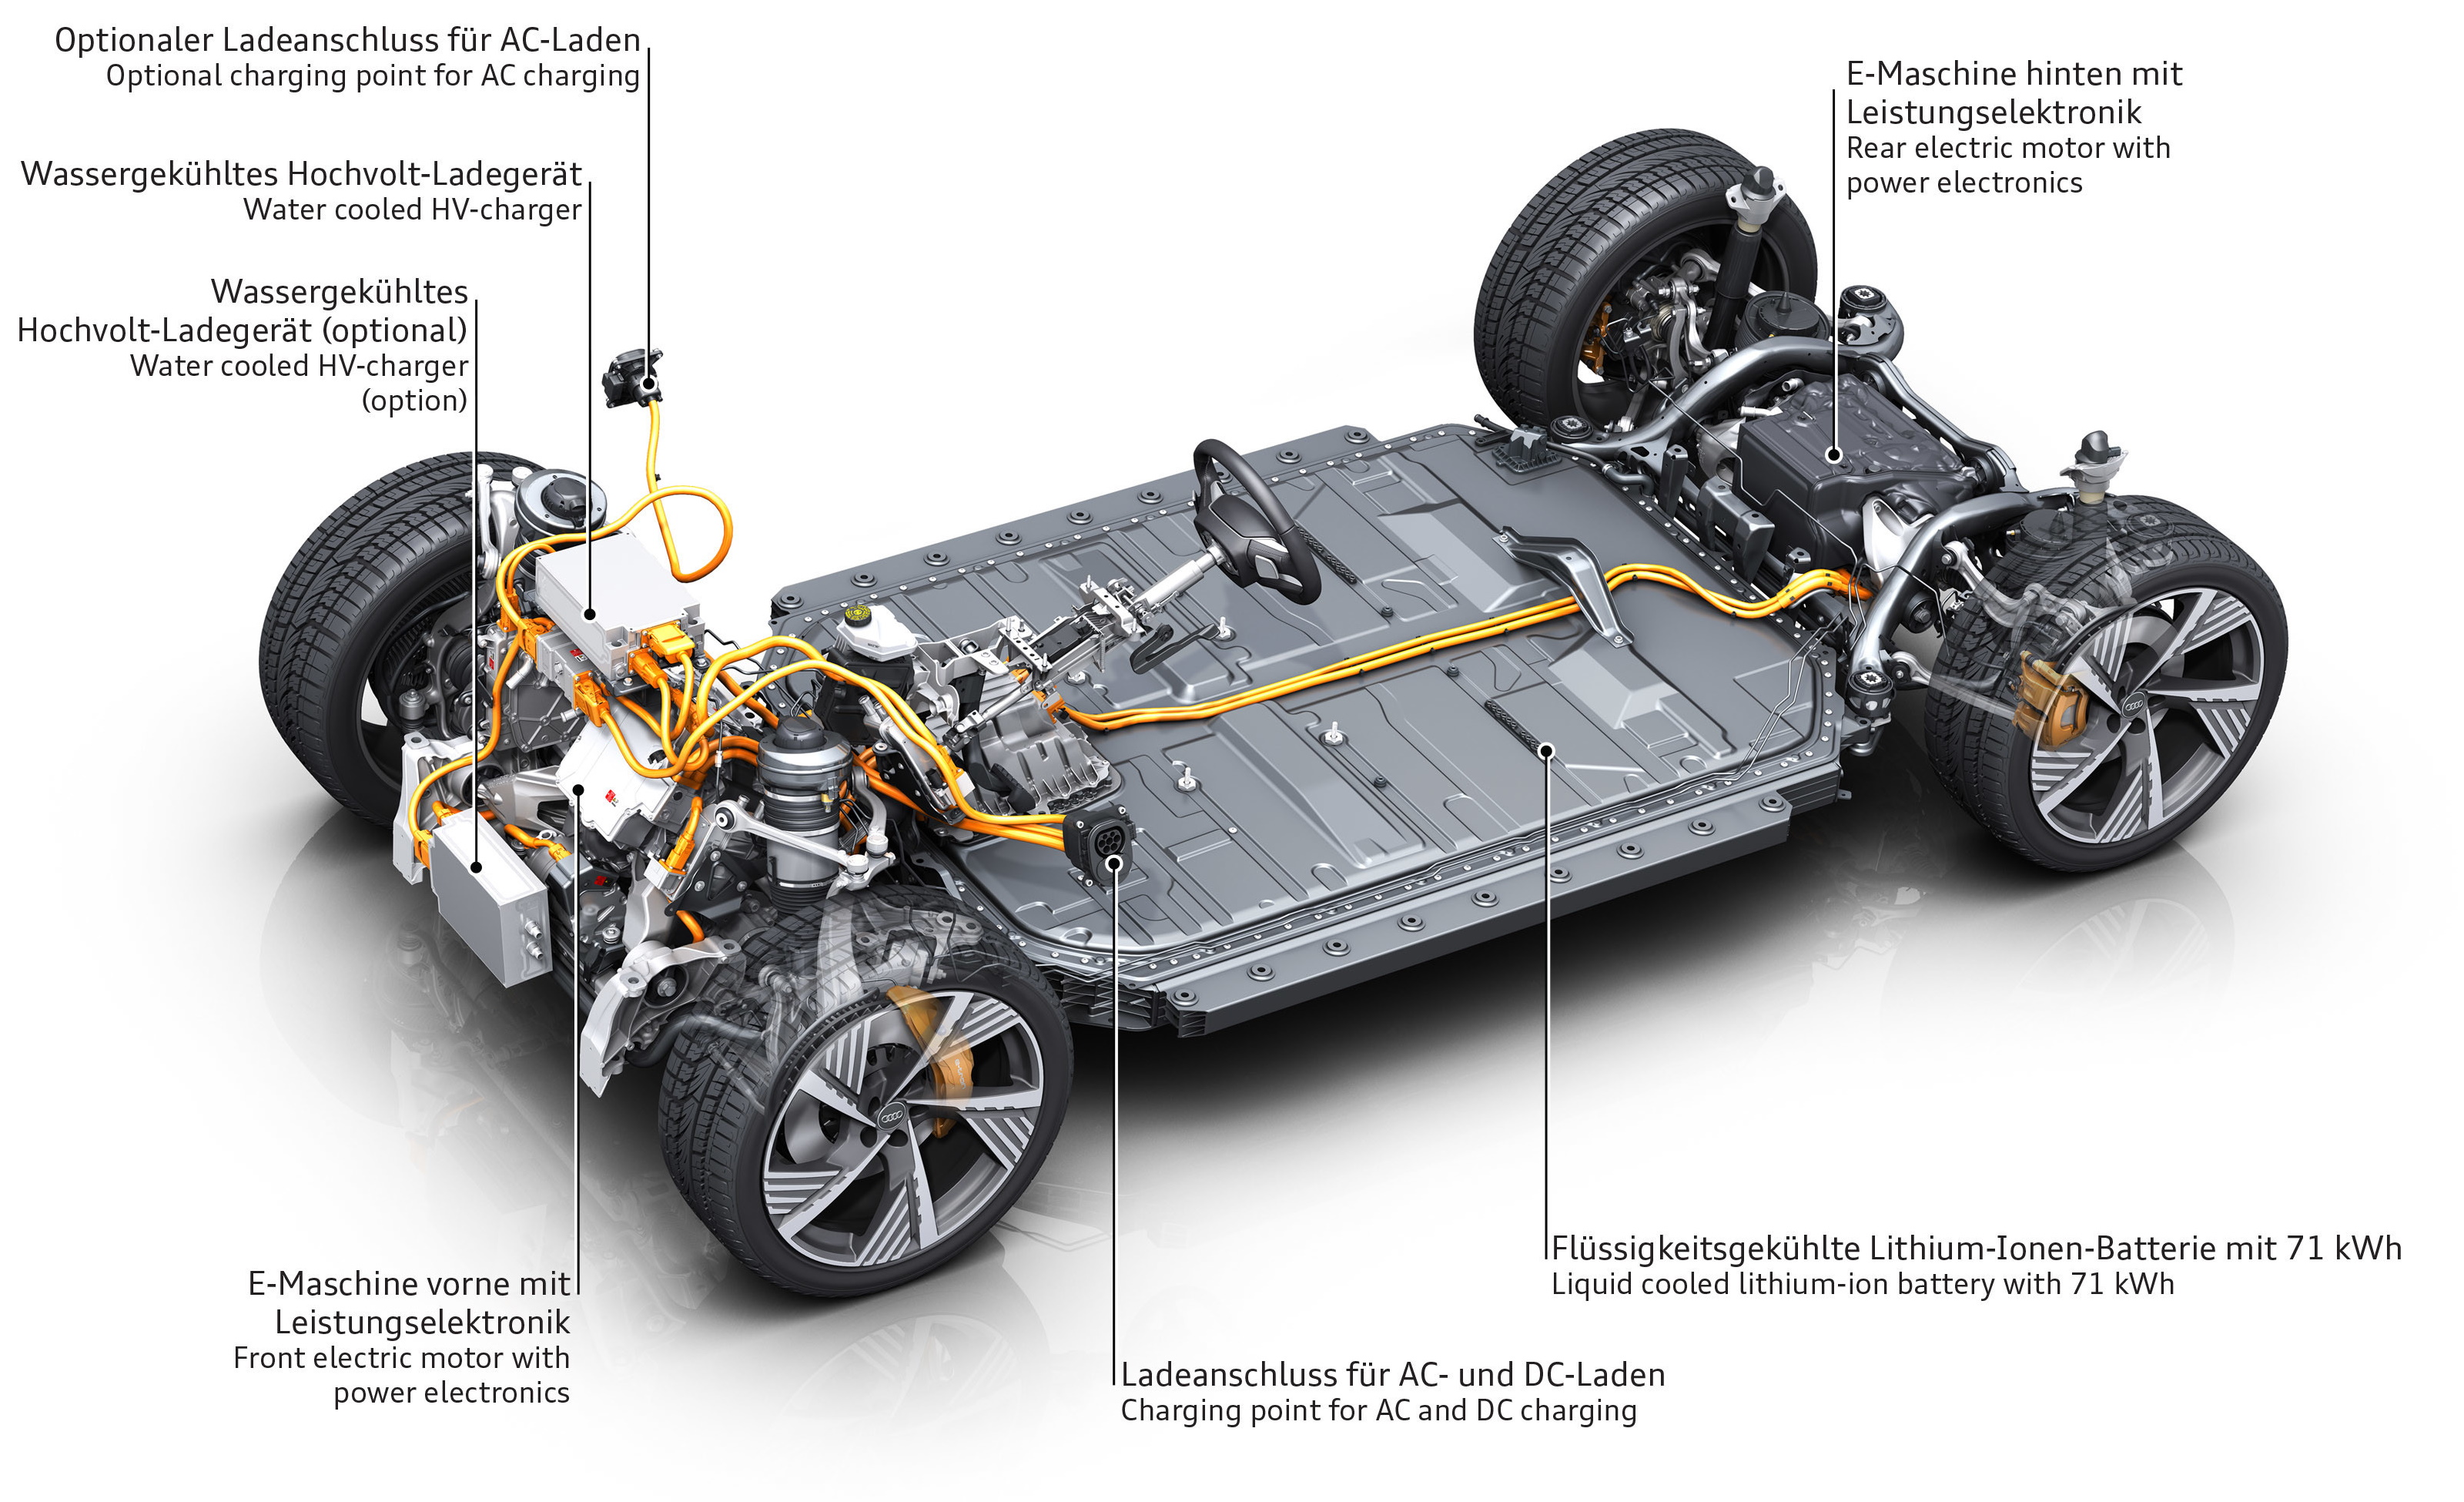 Optionaler Ladeanschluss für AC-Laden
Optional charging point for AC charging
Wassergekühltes Hochvolt-Ladegerät
Water cooled HV-charger
Wassergekühltes
Hochvolt-Ladegerät (optional)
Water cooled HV-charger
(option)
E-Maschine hinten mit
Leistungselektronik
Rear electric motor with
power electronics
E-Maschine vorne mit
Leistungselektronik
Front electric motor with
power electronics
Ladeanschluss für AC- und DC-Laden
Charging point for AC and DC charging
Flüssigkeitsgekühlte Lithium-Ionen-Batterie mit 71 kWh
Liquid cooled lithium-ion battery with 71 kWh